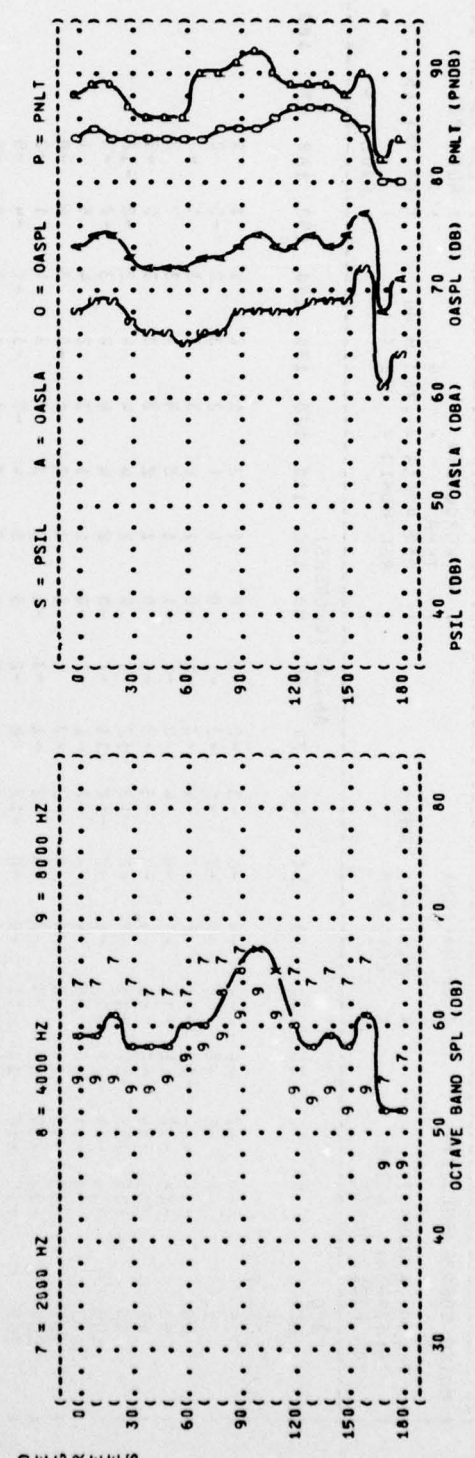 7 = 2000 HZ 8 = 4000 HZ 9 = 8000 HZ
0
30
60
90
120
150
180
30 40 50 60 70 80
OCTAVE BAND SPL (DB)
S = PSIL A = OASLA O = OASPL P = PNLT
0
30
60
90
120
150
180
A P
40 50 60 70 80 90
PSIL (DB) OASLA (DBA) OASPL (DB) PNLT (PNDB)